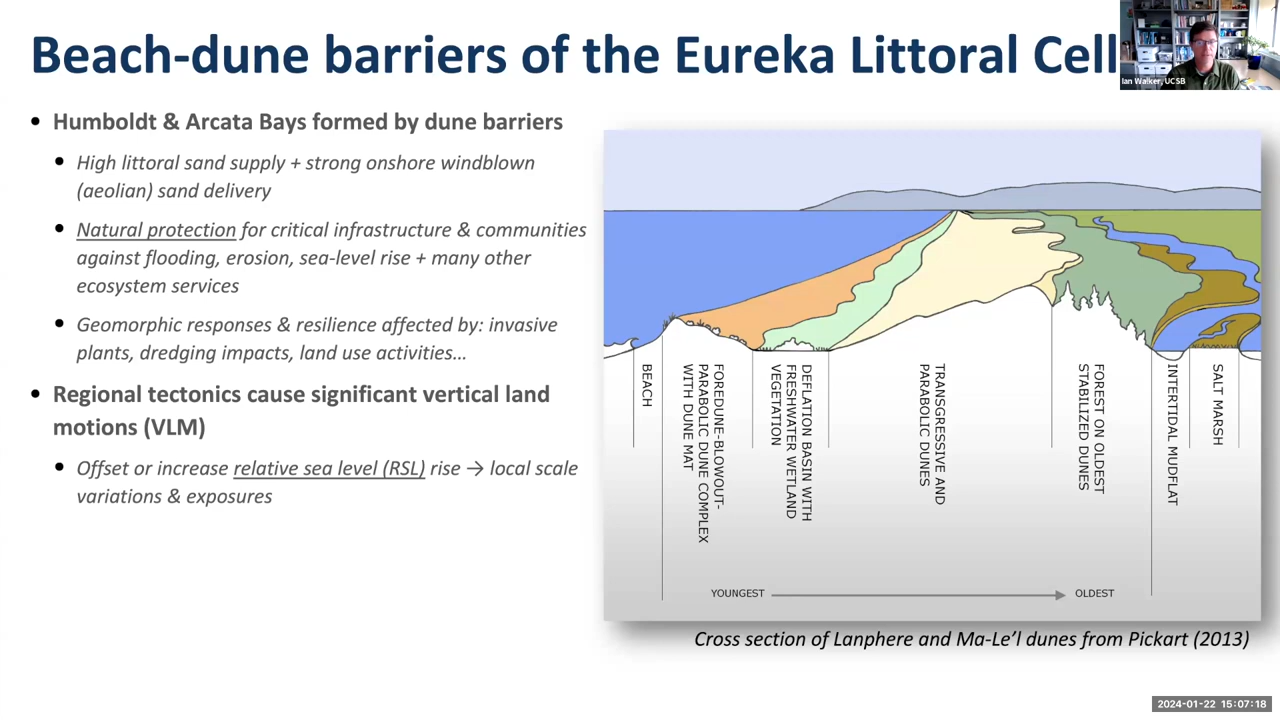 Beach-dune barriers of the Eureka Littoral Cell
Ian Walker, UCSB
• Humboldt & Arcata Bays formed by dune barriers
• High littoral sand supply + strong onshore windblown
(aeolian) sand delivery
• Natural protection for critical infrastructure & communities
against flooding, erosion, sea-level rise + many other
ecosystem services
• Geomorphic responses & resilience affected by: invasive
plants, dredging impacts, land use activities…
• Regional tectonics cause significant vertical land
motions (VLM)
• Offset or increase relative sea level (RSL) rise → local scale
variations & exposures
BEACH
FOREDUNE-BLOWOUT-
PARABOLIC DUNE COMPLEX
WITH DUNE MAT
DEFLATION BASIN WITH
FRESHWATER WETLAND
VEGETATION
TRANSGRESSIVE AND
PARABOLIC DUNES
FOREST ON OLDEST
STABILIZED DUNES
INTERTIDAL MUDFLAT
SALT MARSH
YOUNGEST
OLDEST
Cross section of Lanphere and Ma-Le’l dunes from Pickart (2013)
2024-01-22 15:07:18